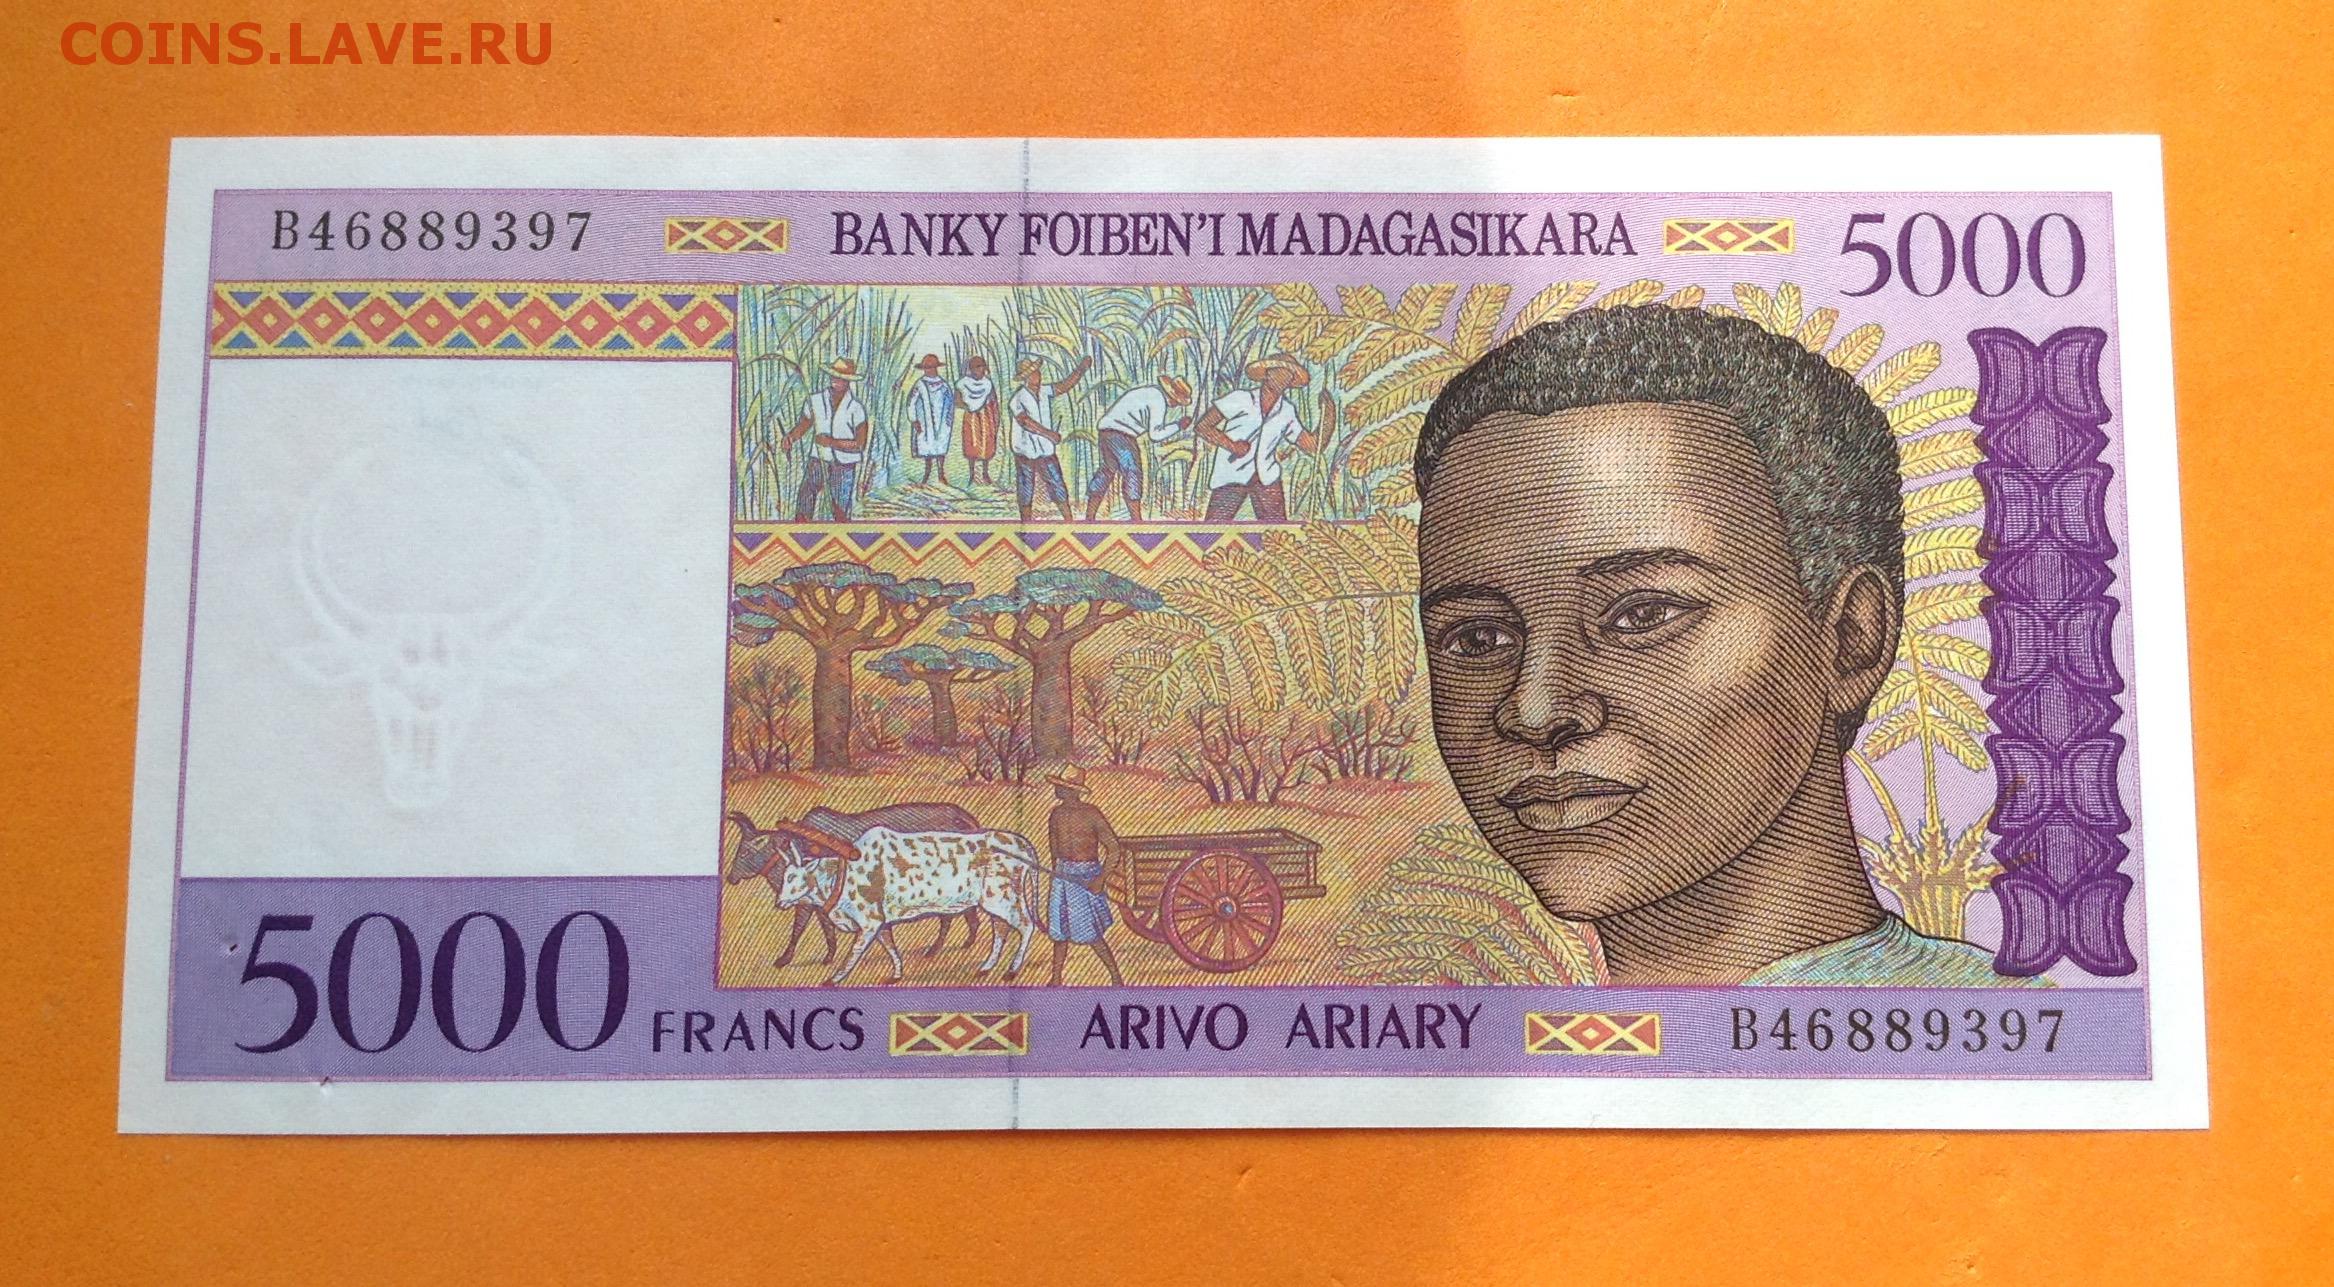 COINS.LAVE.RU
B46889397 BANKY FOIBEN'I MADAGASIKARA 5000
5000 FRANCS ARIVO ARIARY B46889397